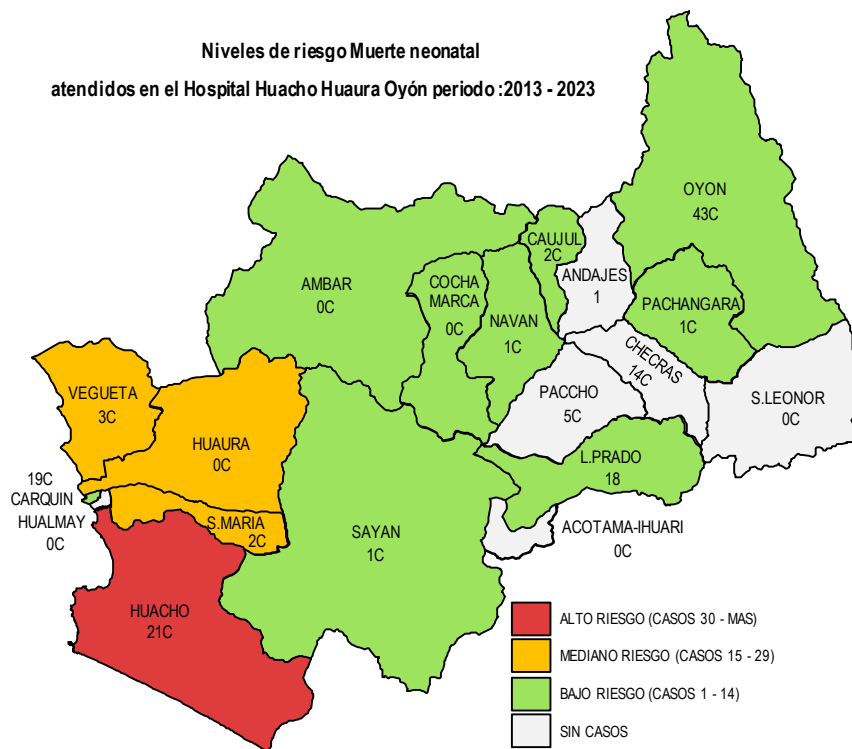 Niveles de riesgo Muerte neonatal
atendidos en el Hospital Huacho Huaura Oyón periodo :2013 - 2023
OYON
43C
CAUJUL
2C
ANDAJES
1
AMBAR
0C
COCHA
MARCA
0C
NAVAN
1C
PACHANGARA
1C
CHECRAS
14C
PACCHO
5C
S.LEONOR
0C
VEGUETA
3C
HUAURA
0C
L.PRADO
18
19C
CARQUIN
HUALMAY
0C
S.MARIA
2C
SAYAN
1C
ACOTAMA-IHUARI
0C
HUACHO
21C
ALTO RIESGO (CASOS 30 - MAS)
MEDIANO RIESGO (CASOS 15 - 29)
BAJO RIESGO (CASOS 1 - 14)
SIN CASOS